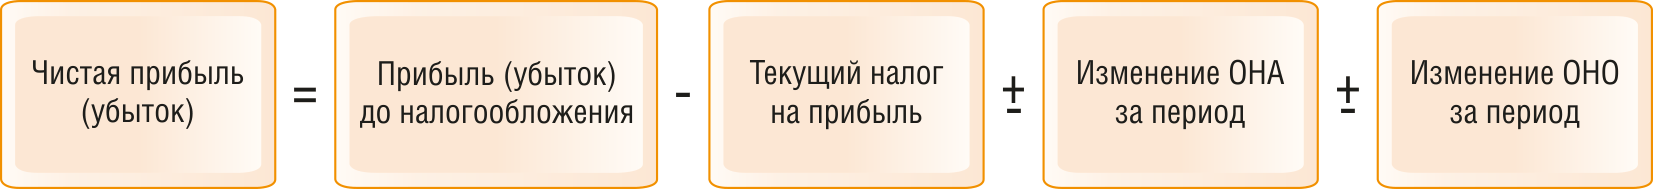 Чистая прибыль
(убыток)
=
Прибыль (убыток)
до налогообложения
-
Текущий налог
на прибыль
±
Изменение ОНА
за период
±
Изменение ОНО
за период